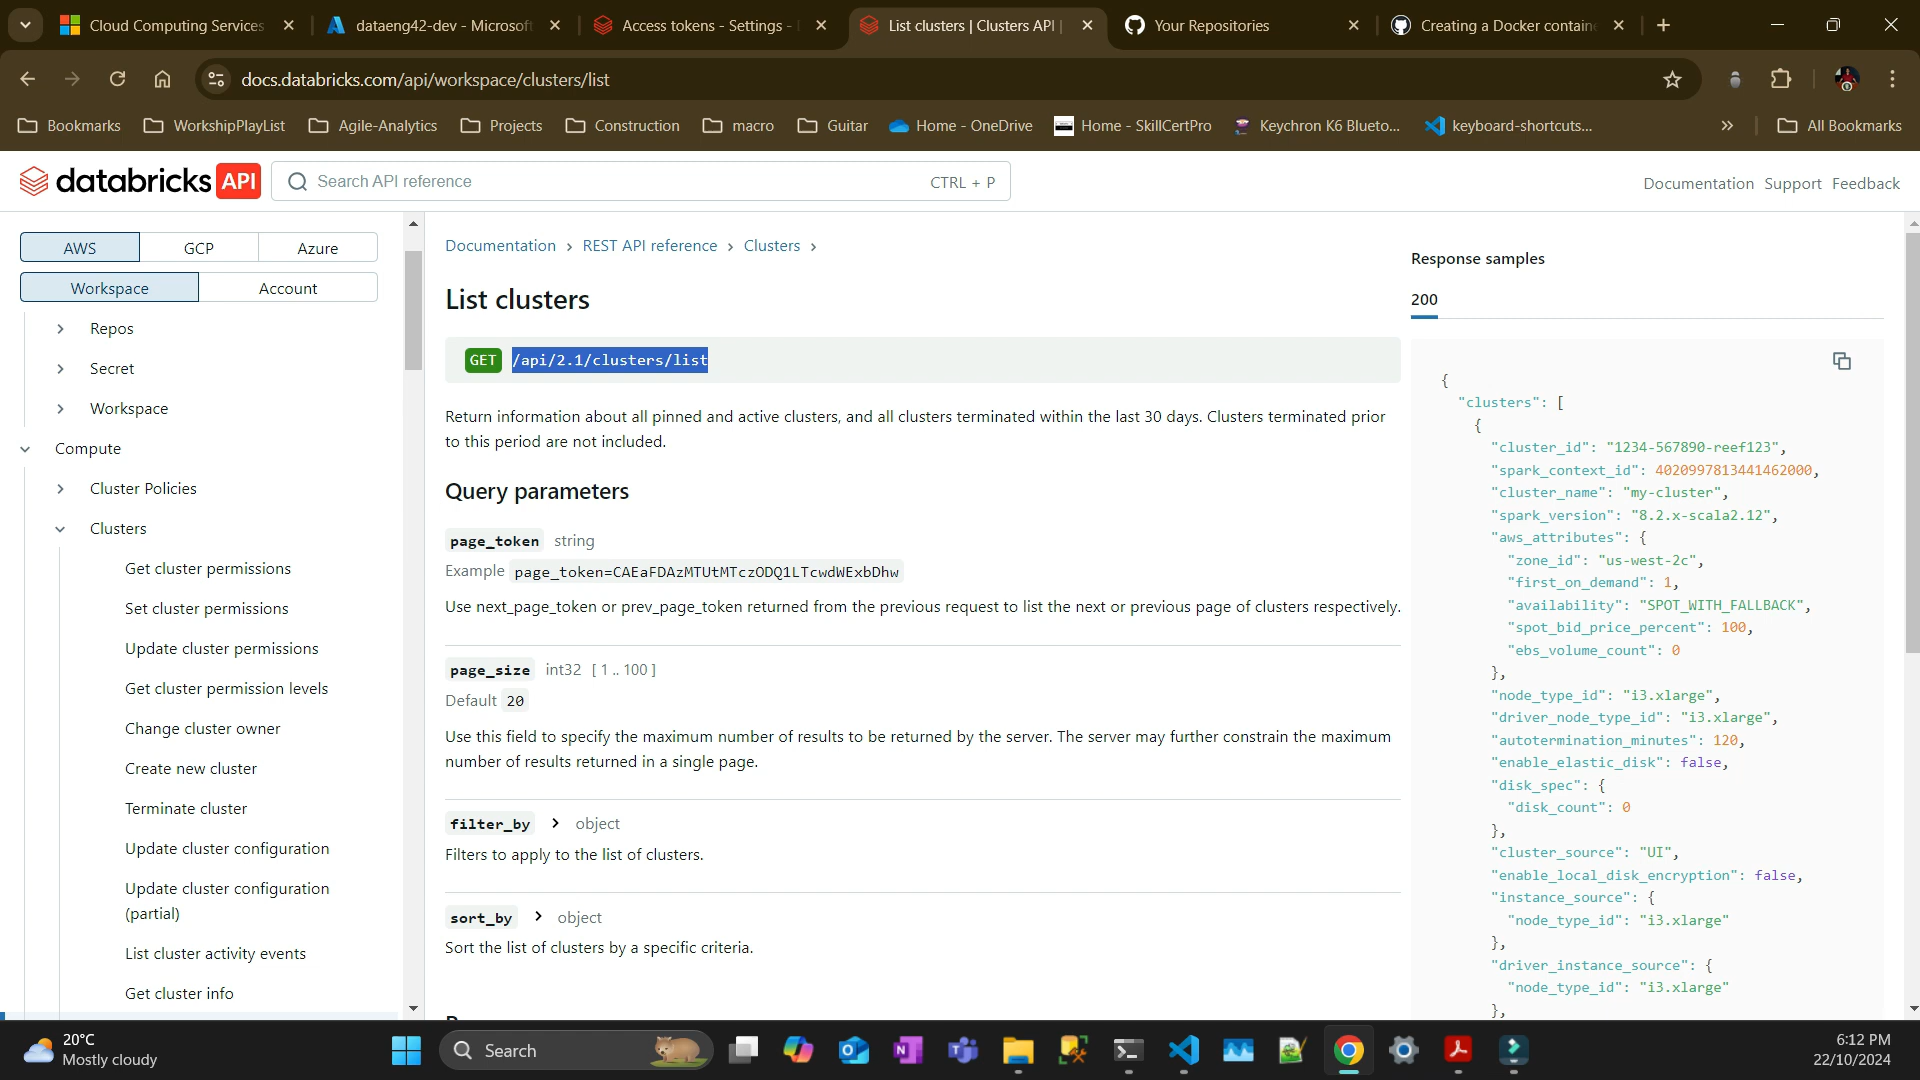 Cloud Computing Services
dataeng42-dev - Microsoft
Access tokens - Settings -
List clusters | Clusters API |
Your Repositories
Creating a Docker contain
docs.databricks.com/api/workspace/clusters/list
Bookmarks
WorkshipPlayList
Agile-Analytics
Projects
Construction
macro
Guitar
Home - OneDrive
Home - SkillCertPro
Keychron K6 Blueto...
keyboard-shortcuts...
»
All Bookmarks
databricks API
Search API reference
CTRL + P
Documentation Support Feedback
AWS GCP Azure
Workspace Account
Repos
Secret
Workspace
Compute
Cluster Policies
Clusters
Get cluster permissions
Set cluster permissions
Update cluster permissions
Get cluster permission levels
Change cluster owner
Create new cluster
Terminate cluster
Update cluster configuration
Update cluster configuration
(partial)
List cluster activity events
Get cluster info
Documentation > REST API reference > Clusters >
List clusters
GET /api/2.1/clusters/list
Return information about all pinned and active clusters, and all clusters terminated within the last 30 days. Clusters terminated prior
to this period are not included.
Query parameters
page_token string
Example page_token=CAEaFDAzMTUtMTczODQ1LTcwdWExbDhw
Use next_page_token or prev_page_token returned from the previous request to list the next or previous page of clusters respectively.
page_size int32 [ 1 .. 100 ]
Default 20
Use this field to specify the maximum number of results to be returned by the server. The server may further constrain the maximum
number of results returned in a single page.
filter_by > object
Filters to apply to the list of clusters.
sort_by > object
Sort the list of clusters by a specific criteria.
Response samples
200
{
"clusters": [
{
"cluster_id": "1234-567890-reef123",
"spark_context_id": 4020997813441462000,
"cluster_name": "my-cluster",
"spark_version": "8.2.x-scala2.12",
"aws_attributes": {
"zone_id": "us-west-2c",
"first_on_demand": 1,
"availability": "SPOT_WITH_FALLBACK",
"spot_bid_price_percent": 100,
"ebs_volume_count": 0
},
"node_type_id": "i3.xlarge",
"driver_node_type_id": "i3.xlarge",
"autotermination_minutes": 120,
"enable_elastic_disk": false,
"disk_spec": {
"disk_count": 0
},
"cluster_source": "UI",
"enable_local_disk_encryption": false,
"instance_source": {
"node_type_id": "i3.xlarge"
},
"driver_instance_source": {
"node_type_id": "i3.xlarge"
},
20°C
Mostly cloudy
Search
6:12 PM
22/10/2024